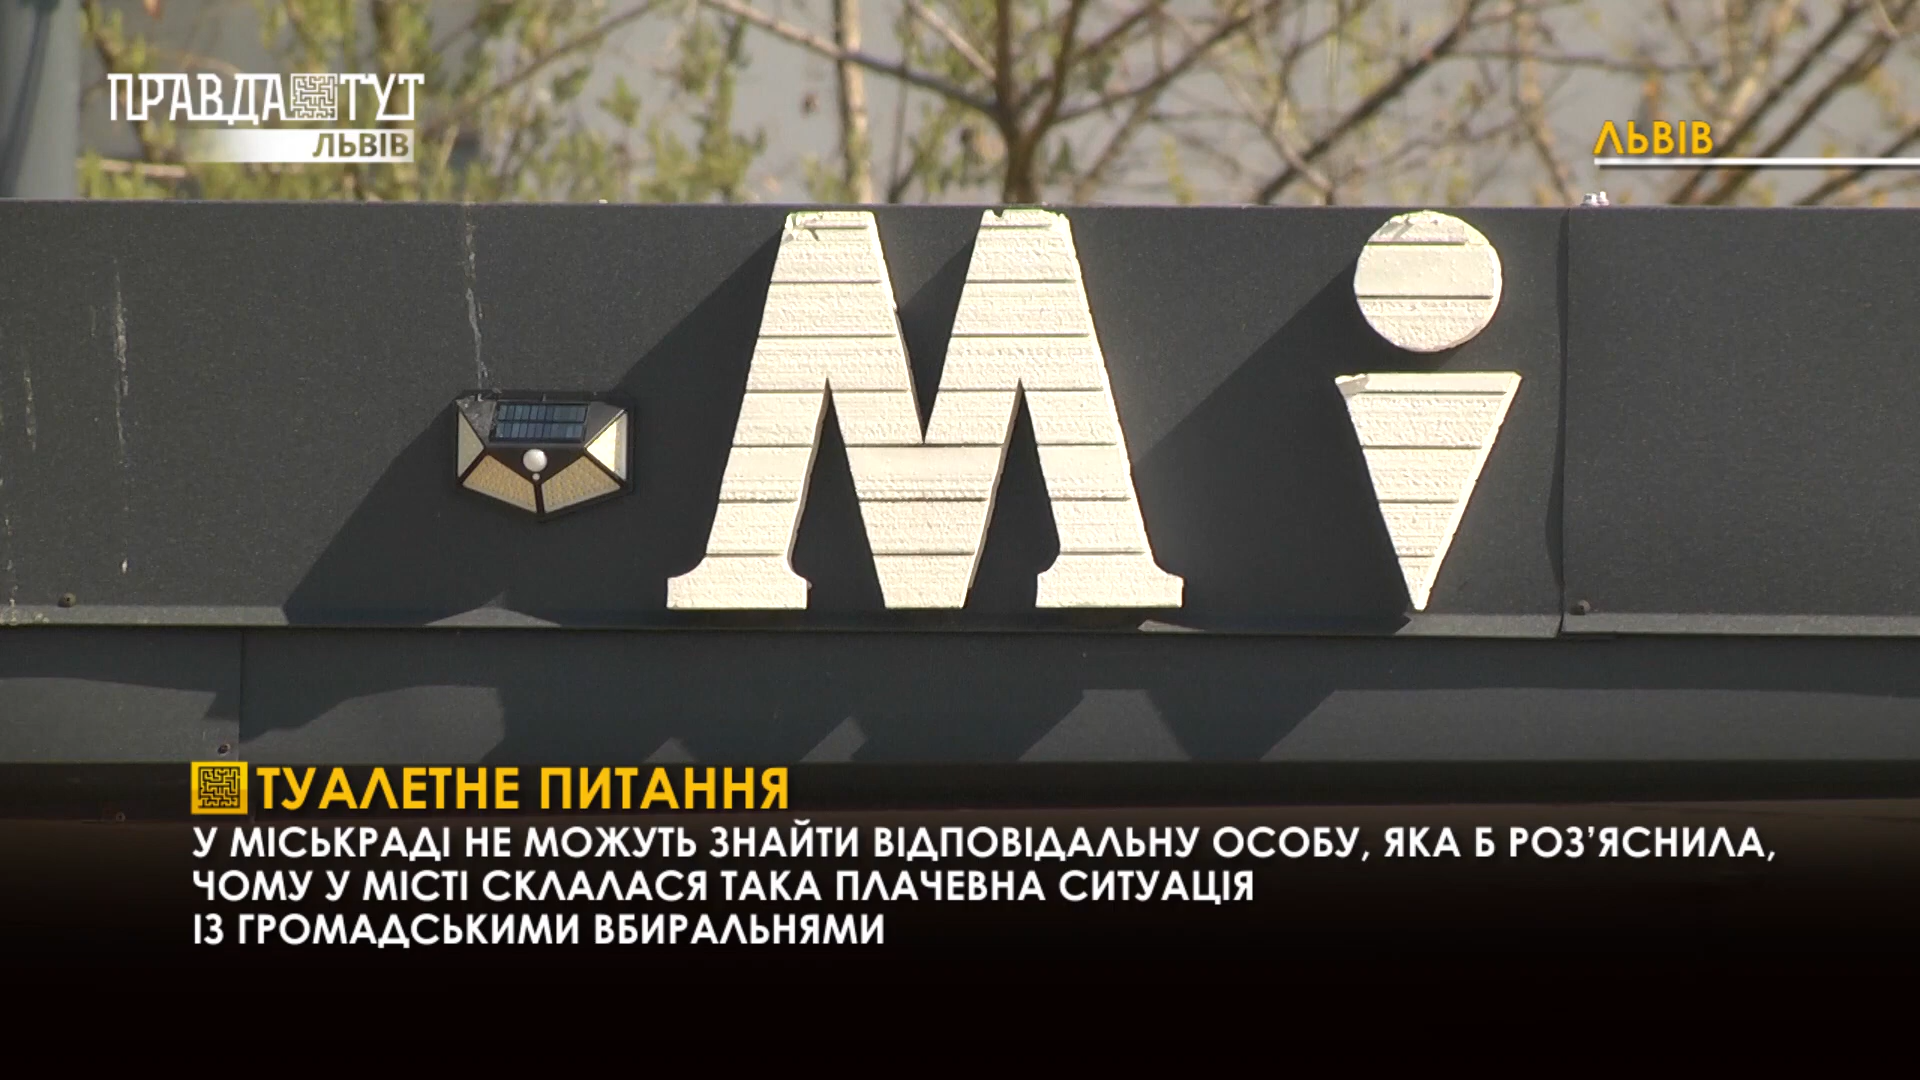 ПРАВДА ТУТ
ЛЬВІВ
ЛЬВІВ
М
ТУАЛЕТНЕ ПИТАННЯ
У МІСЬКРАДІ НЕ МОЖУТЬ ЗНАЙТИ ВІДПОВІДАЛЬНУ ОСОБУ, ЯКА Б РОЗ’ЯСНИЛА,
ЧОМУ У МІСТІ СКЛАЛАСЯ ТАКА ПЛАЧЕВНА СИТУАЦІЯ
ІЗ ГРОМАДСЬКИМИ ВБИРАЛЬНЯМИ